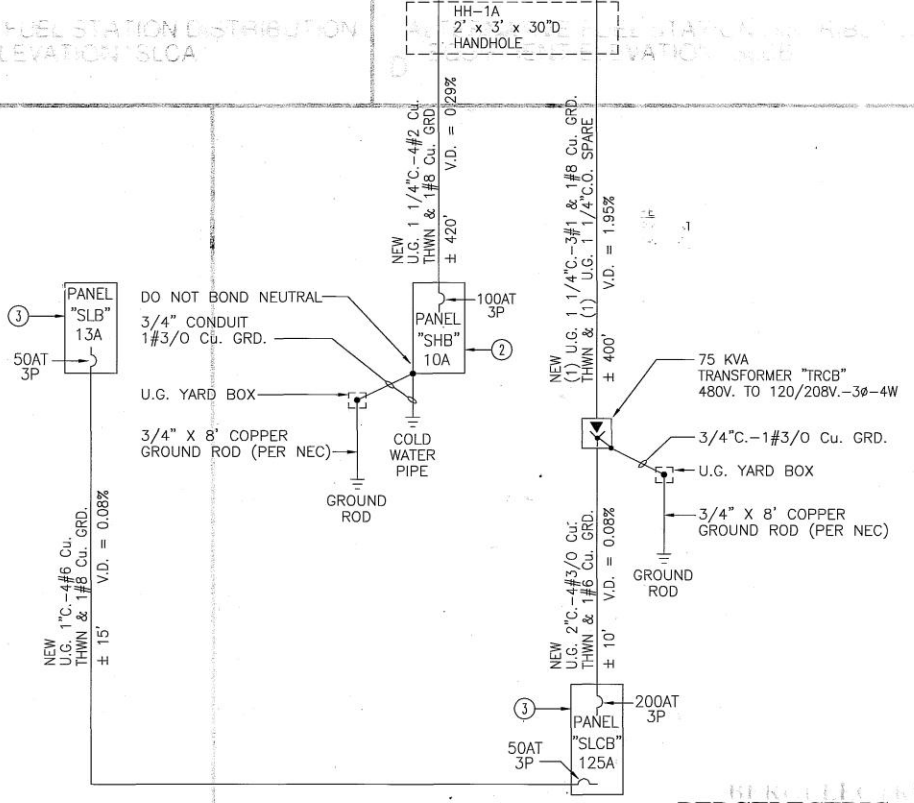 FUEL STATION DISTRIBUTION
ELEVATION SLCA
HH-1A
2' x 3' x 30"D
HANDHOLE
NEW
U.G. 1 1/4"C.-4#2 Cu.
THWN & 1#8 Cu. GRD
± 420' V.D. = 0.29%
NEW
(1) U.G. 1 1/4"C.-3#1 & 1#8 Cu. GRD.
THWN & (1) U.G. 1 1/4"C.O. SPARE
± 400' V.D. = 1.95%
PANEL
"SLB"
13A
3
50AT
3P
DO NOT BOND NEUTRAL
3/4" CONDUIT
1#3/0 Cu. GRD.
U.G. YARD BOX
3/4" X 8' COPPER
GROUND ROD (PER NEC)
100AT
3P
PANEL
"SHB"
10A
2
COLD
WATER
PIPE
GROUND
ROD
75 KVA
TRANSFORMER "TRCB"
480V. TO 120/208V.-3ø-4W
3/4"C.-1#3/0 Cu. GRD.
U.G. YARD BOX
3/4" X 8' COPPER
GROUND ROD (PER NEC)
GROUND
ROD
NEW
U.G. 1"C.-4#6 Cu.
THWN & 1#8 Cu. GRD.
± 15' V.D. = 0.08%
NEW
U.G. 2"C.-4#3/0 Cu.
THWN & 1#6 Cu. GRD.
± 10' V.D. = 0.08%
3
200AT
3P
PANEL
"SLCB"
125A
50AT
3P